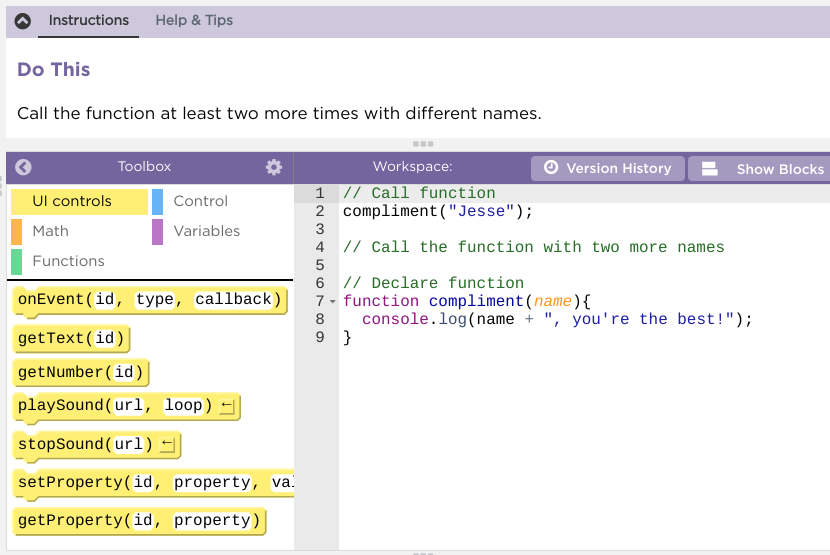 Instructions Help & Tips
Do This
Call the function at least two more times with different names.
Toolbox Workspace: Version History Show Blocks
UI controls Control
Math Variables
Functions
onEvent(id, type, callback)
getText(id)
getNumber(id)
playSound(url, loop) ←
stopSound(url) ←
setProperty(id, property, val
getProperty(id, property)
1 // Call function
2 compliment("Jesse");
3
4 // Call the function with two more names
5
6 // Declare function
7 function compliment(name){
8   console.log(name + ", you're the best!");
9 }